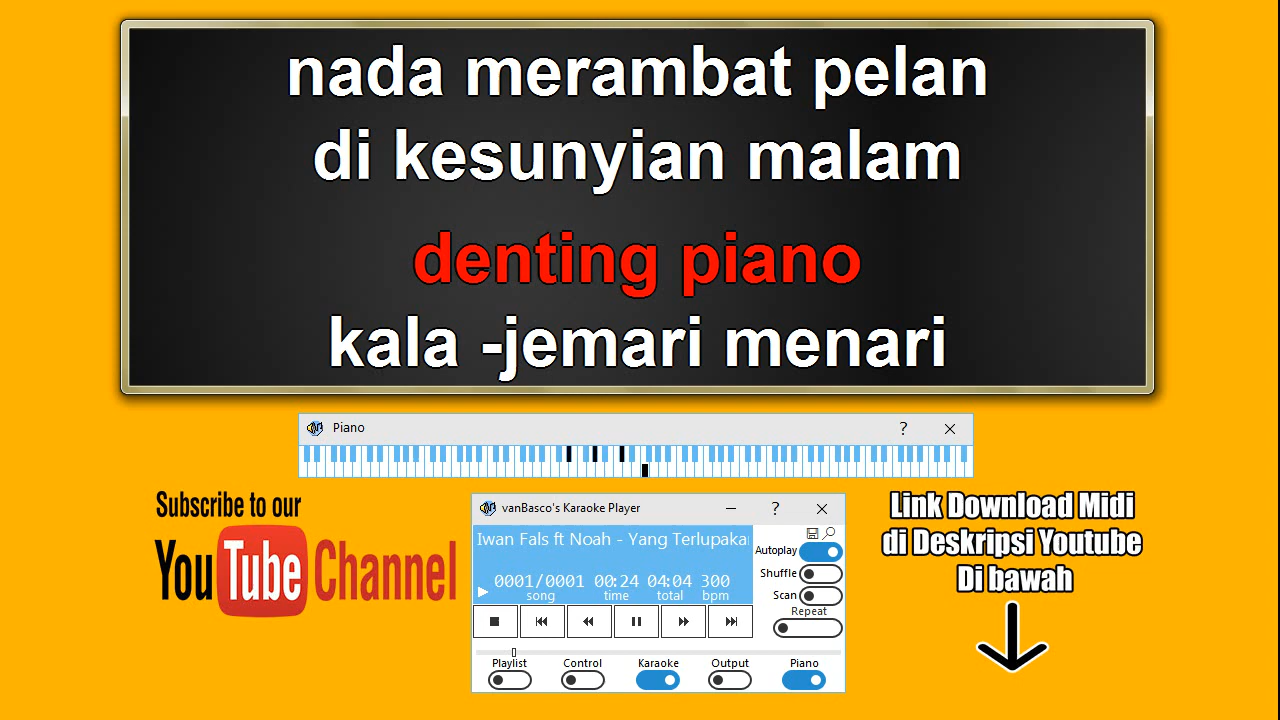 nada merambat pelan
di kesunyian malam
denting piano
kala -jemari menari
Piano
?
Subscribe to our
YouTube Channel
vanBasco's Karaoke Player
?
Iwan Fals ft Noah - Yang Terlupakan
0001/0001 00:24 04:04 300
song time total bpm
Autoplay
Shuffle
Scan
Repeat
Playlist Control Karaoke Output Piano
Link Download Midi
di Deskripsi Youtube
Di bawah